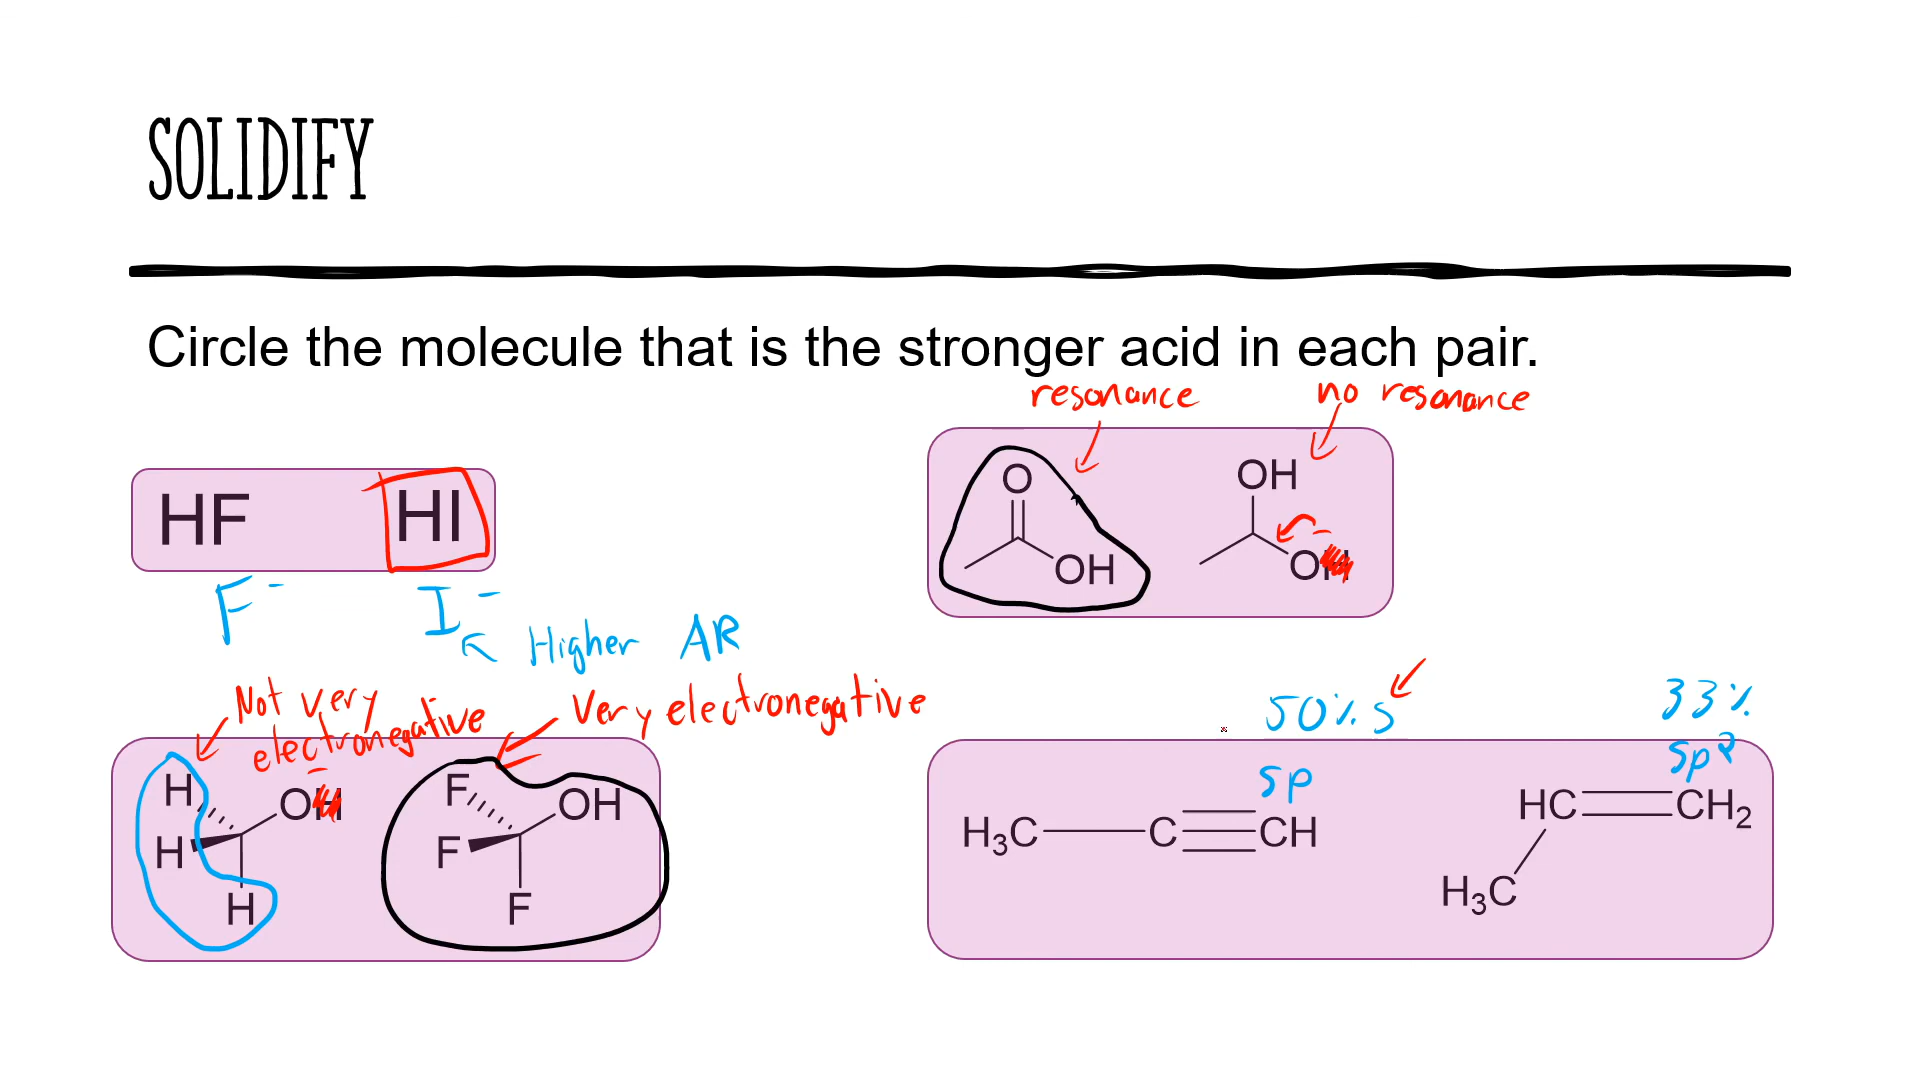 SOLIDIFY
Circle the molecule that is the stronger acid in each pair.
resonance
no resonance
HF HI
F⁻ I⁻
Higher AR
O
OH
OH
OH
Not very
electronegative
Very electronegative
H
H
H
OH
F
F
F
OH
50% s
33%
sp
sp²
H₃C C CH
HC CH₂
H₃C